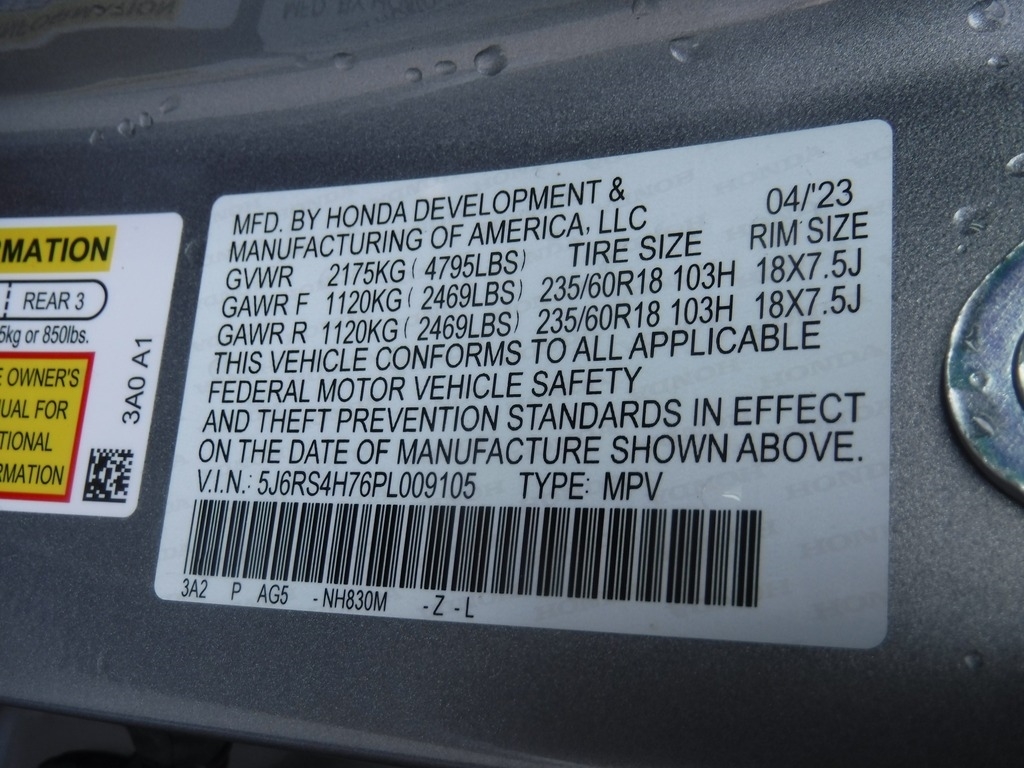 MFD. BY HONDA DEVELOPMENT &
MANUFACTURING OF AMERICA, LLC 04/'23
GVWR 2175KG ( 4795LBS) TIRE SIZE RIM SIZE
GAWR F 1120KG ( 2469LBS) 235/60R18 103H 18X7.5J
GAWR R 1120KG ( 2469LBS) 235/60R18 103H 18X7.5J
THIS VEHICLE CONFORMS TO ALL APPLICABLE
FEDERAL MOTOR VEHICLE SAFETY
AND THEFT PREVENTION STANDARDS IN EFFECT
ON THE DATE OF MANUFACTURE SHOWN ABOVE.
V.I.N.: 5J6RS4H76PL009105 TYPE: MPV
3A2 P AG5 -NH830M -Z-L
RMATION
REAR 3
5kg or 850lbs.
E OWNER'S
UAL FOR
TIONAL
RMATION
3A0 A1